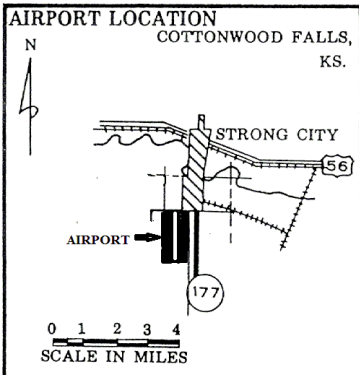 AIRPORT LOCATION
COTTONWOOD FALLS,
KS.
N
STRONG CITY
56
AIRPORT
177
0 1 2 3 4
SCALE IN MILES